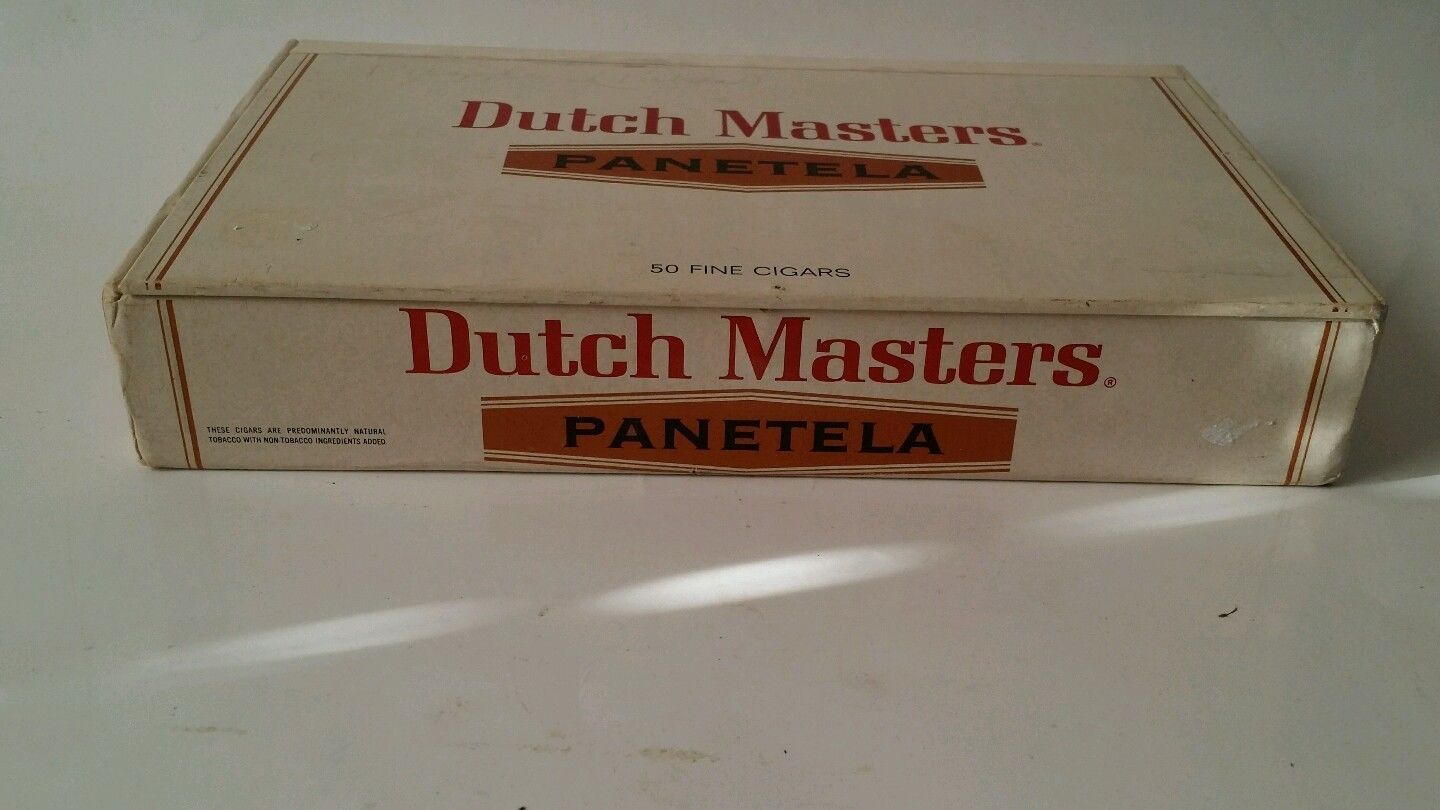 Dutch Masters®
PANETELA
50 FINE CIGARS
Dutch Masters®
PANETELA
THESE CIGARS ARE PREDOMINANTLY NATURAL
TOBACCO WITH NON-TOBACCO INGREDIENTS ADDED